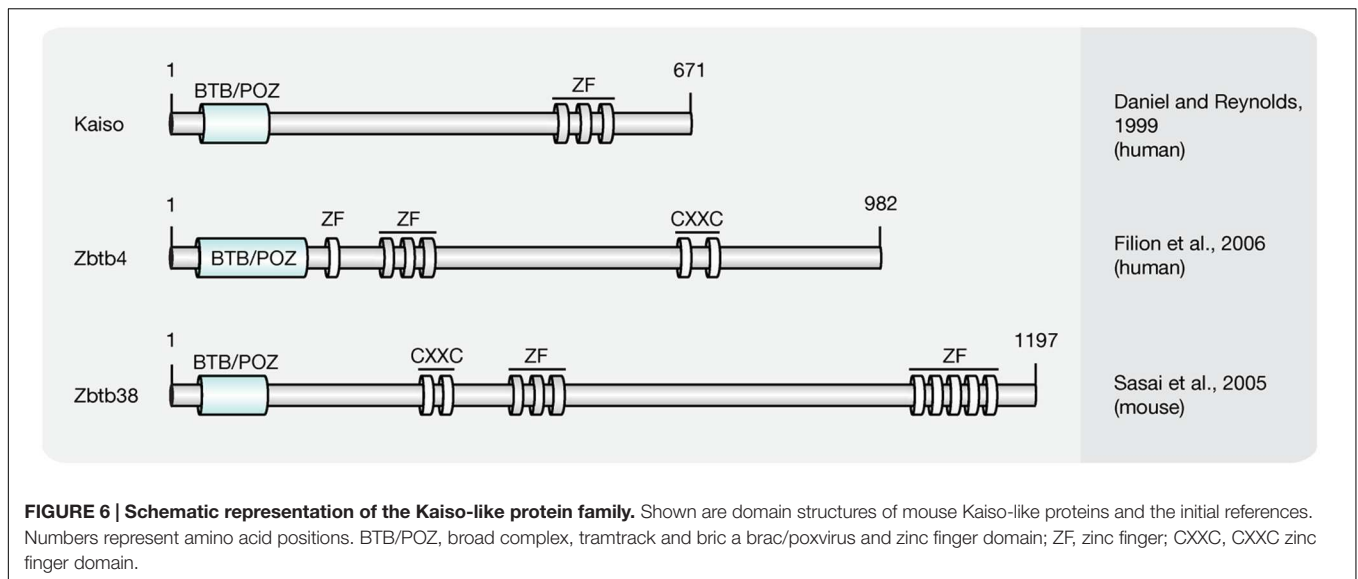 1
671
BTB/POZ
ZF
Kaiso
Daniel and Reynolds,
1999
(human)
1
982
ZF
ZF
CXXC
Zbtb4
BTB/POZ
Filion et al., 2006
(human)
1
1197
BTB/POZ
CXXC
ZF
ZF
Zbtb38
Sasai et al., 2005
(mouse)
FIGURE 6 | Schematic representation of the Kaiso-like protein family. Shown are domain structures of mouse Kaiso-like proteins and the initial references.
Numbers represent amino acid positions. BTB/POZ, broad complex, tramtrack and bric a brac/poxvirus and zinc finger domain; ZF, zinc finger; CXXC, CXXC zinc
finger domain.